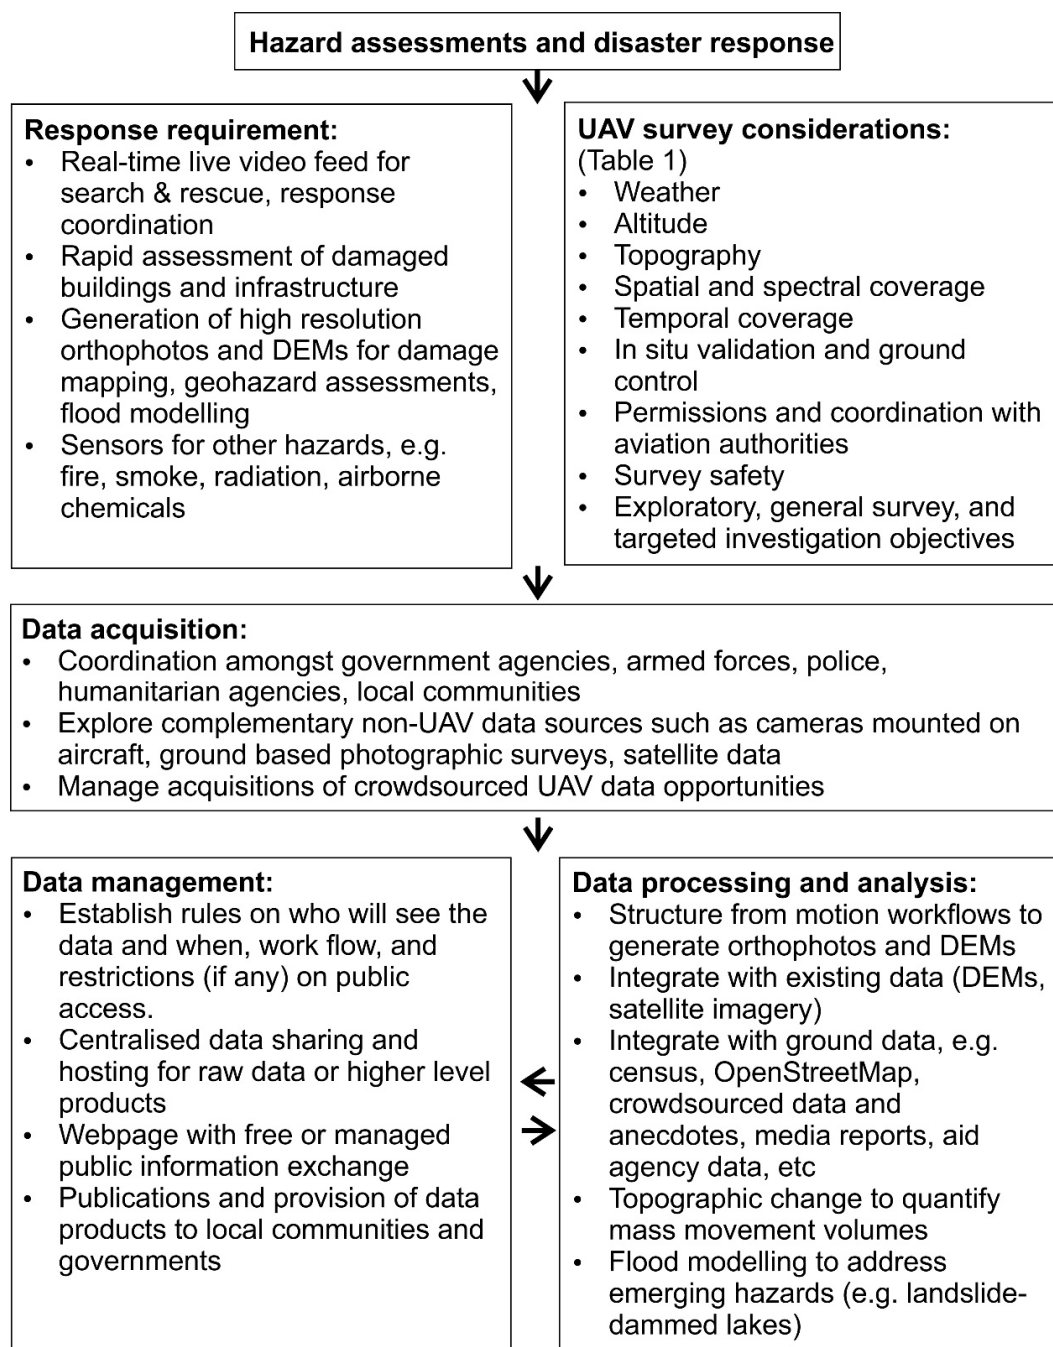 Hazard assessments and disaster response
Response requirement:
• Real-time live video feed for
search & rescue, response
coordination
• Rapid assessment of damaged
buildings and infrastructure
• Generation of high resolution
orthophotos and DEMs for damage
mapping, geohazard assessments,
flood modelling
• Sensors for other hazards, e.g.
fire, smoke, radiation, airborne
chemicals
UAV survey considerations:
(Table 1)
• Weather
• Altitude
• Topography
• Spatial and spectral coverage
• Temporal coverage
• In situ validation and ground
control
• Permissions and coordination with
aviation authorities
• Survey safety
• Exploratory, general survey, and
targeted investigation objectives
Data acquisition:
• Coordination amongst government agencies, armed forces, police,
humanitarian agencies, local communities
• Explore complementary non-UAV data sources such as cameras mounted on
aircraft, ground based photographic surveys, satellite data
• Manage acquisitions of crowdsourced UAV data opportunities
Data management:
• Establish rules on who will see the
data and when, work flow, and
restrictions (if any) on public
access.
• Centralised data sharing and
hosting for raw data or higher level
products
• Webpage with free or managed
public information exchange
• Publications and provision of data
products to local communities and
governments
Data processing and analysis:
• Structure from motion workflows to
generate orthophotos and DEMs
• Integrate with existing data (DEMs,
satellite imagery)
• Integrate with ground data, e.g.
census, OpenStreetMap,
crowdsourced data and
anecdotes, media reports, aid
agency data, etc
• Topographic change to quantify
mass movement volumes
• Flood modelling to address
emerging hazards (e.g. landslide-
dammed lakes)